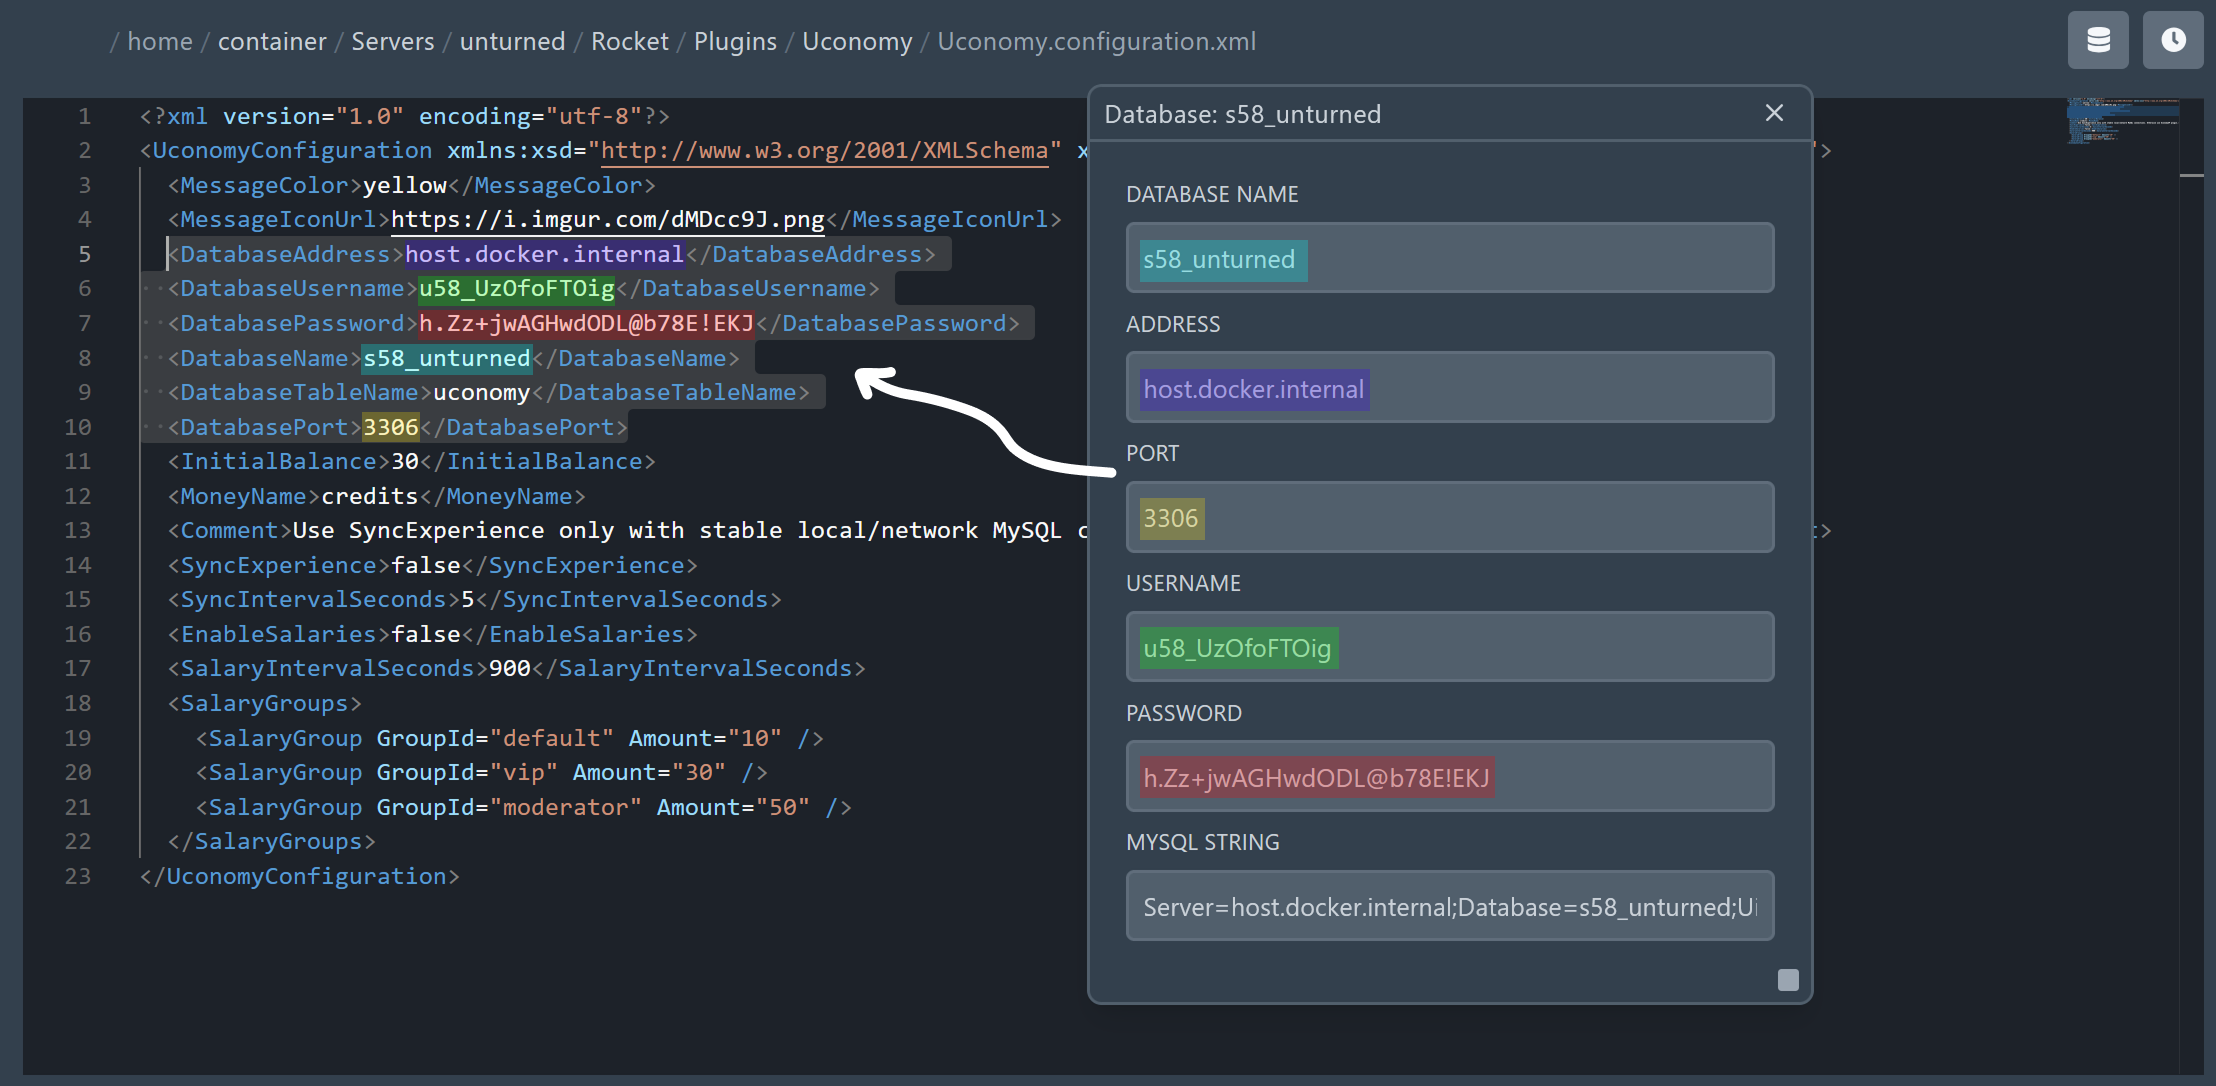 / home / container / Servers / unturned / Rocket / Plugins / Uconomy / Uconomy.configuration.xml
1 <?xml version="1.0" encoding="utf-8"?>
2 <UconomyConfiguration xmlns:xsd="http://www.w3.org/2001/XMLSchema" x ">
3 <MessageColor>yellow</MessageColor>
4 <MessageIconUrl>https://i.imgur.com/dMDcc9J.png</MessageIconUrl>
5 <DatabaseAddress>host.docker.internal</DatabaseAddress>
6 <DatabaseUsername>u58_UzOfoFTOig</DatabaseUsername>
7 <DatabasePassword>h.Zz+jwAGHwdODL@b78E!EKJ</DatabasePassword>
8 <DatabaseName>s58_unturned</DatabaseName>
9 <DatabaseTableName>uconomy</DatabaseTableName>
10 <DatabasePort>3306</DatabasePort>
11 <InitialBalance>30</InitialBalance>
12 <MoneyName>credits</MoneyName>
13 <Comment>Use SyncExperience only with stable local/network MySQL c t>
14 <SyncExperience>false</SyncExperience>
15 <SyncIntervalSeconds>5</SyncIntervalSeconds>
16 <EnableSalaries>false</EnableSalaries>
17 <SalaryIntervalSeconds>900</SalaryIntervalSeconds>
18 <SalaryGroups>
19 <SalaryGroup GroupId="default" Amount="10" />
20 <SalaryGroup GroupId="vip" Amount="30" />
21 <SalaryGroup GroupId="moderator" Amount="50" />
22 </SalaryGroups>
23 </UconomyConfiguration>
Database: s58_unturned
DATABASE NAME
s58_unturned
ADDRESS
host.docker.internal
PORT
3306
USERNAME
u58_UzOfoFTOig
PASSWORD
h.Zz+jwAGHwdODL@b78E!EKJ
MYSQL STRING
Server=host.docker.internal;Database=s58_unturned;Ui